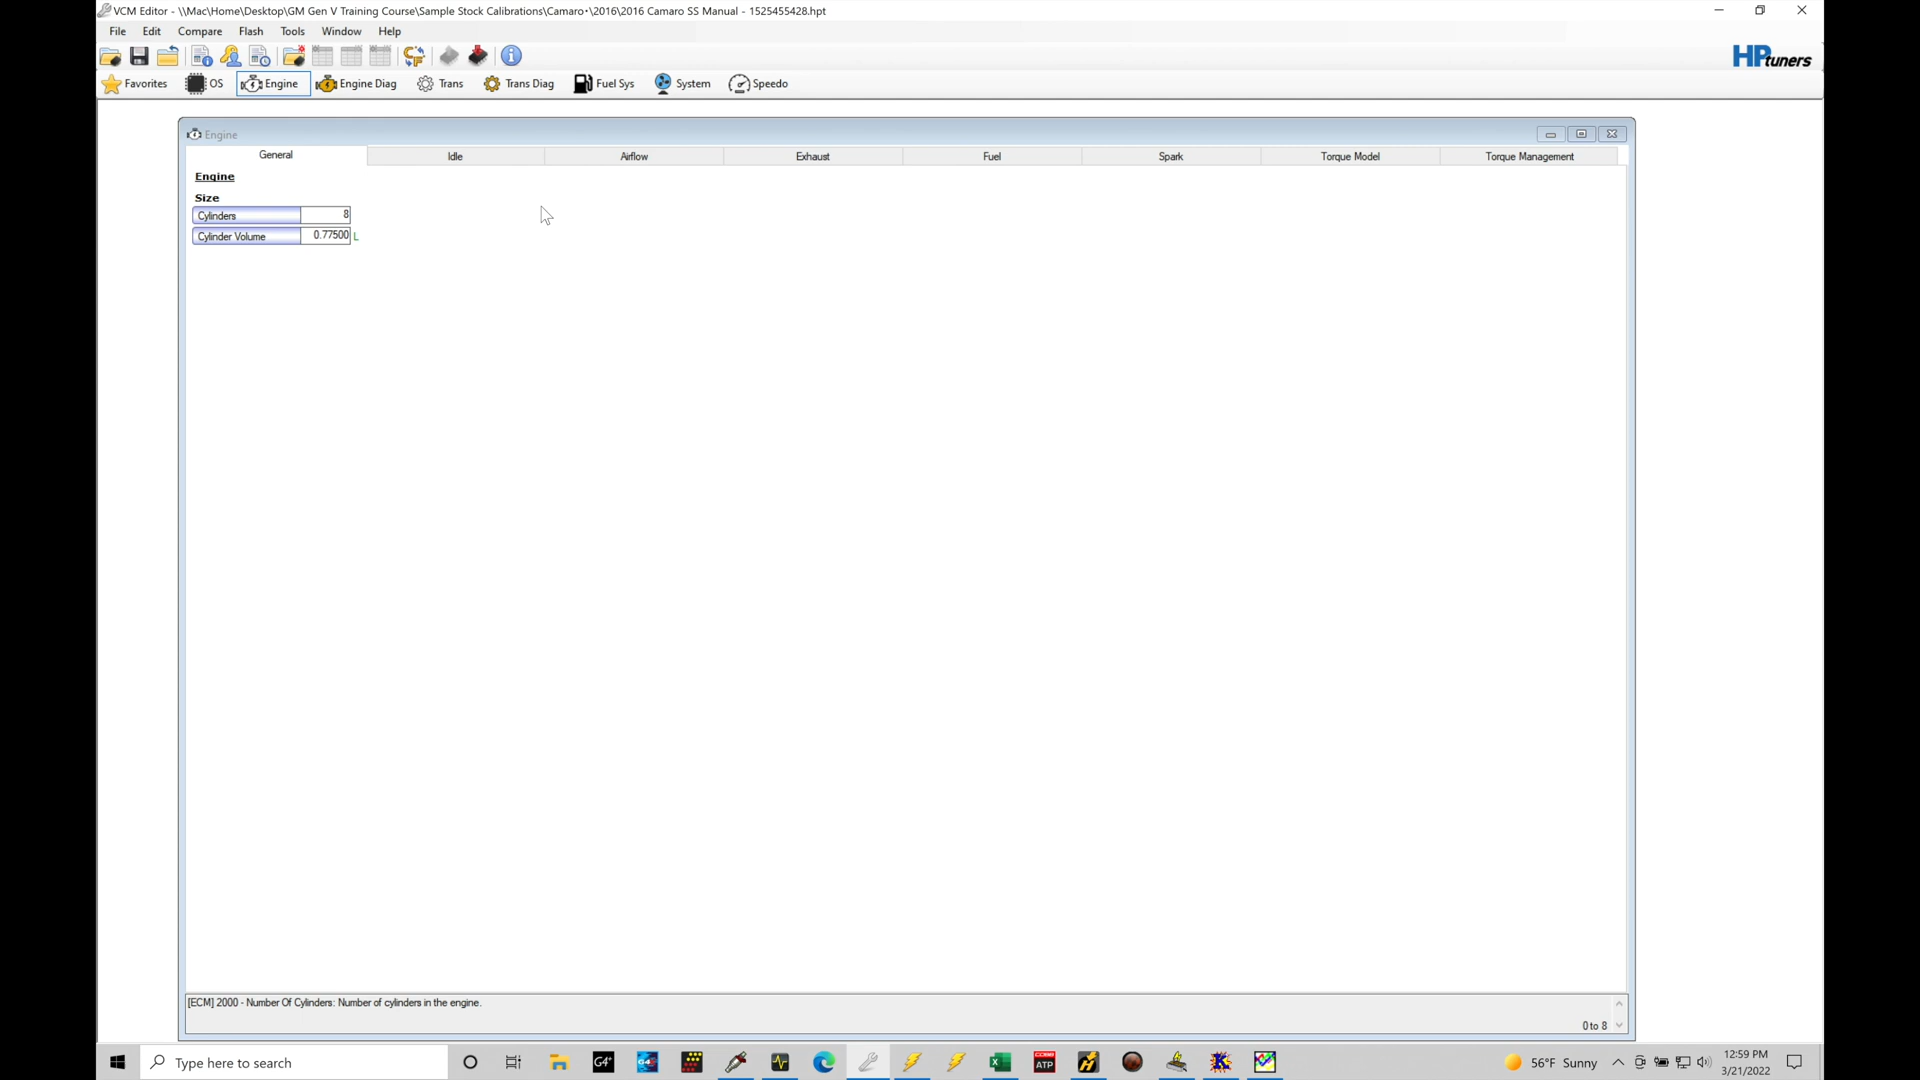 VCM Editor - \\Mac\Home\Desktop\GM Gen V Training Course\Sample Stock Calibrations\Camaro•\2016\2016 Camaro SS Manual - 1525455428.hpt
File Edit Compare Flash Tools Window Help
HPtuners
Favorites OS Engine Engine Diag Trans Trans Diag Fuel Sys System Speedo
Engine
General Idle Airflow Exhaust Fuel Spark Torque Model Torque Management
Engine
Size
Cylinders 8
Cylinder Volume 0.77500 L
[ECM] 2000 - Number Of Cylinders: Number of cylinders in the engine.
0 to 8
Type here to search
G4+
ATP
56°F Sunny
12:59 PM
3/21/2022